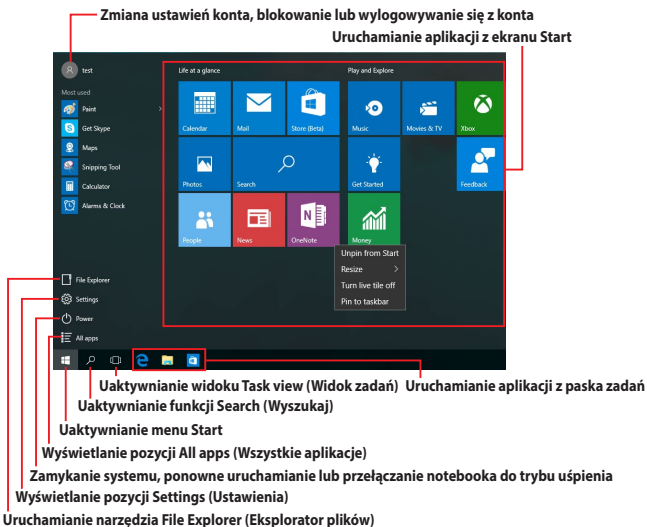 Zmiana ustawień konta, blokowanie lub wylogowywanie się z konta
Uruchamianie aplikacji z ekranu Start
test
Most used
Paint
Get Skype
Maps
Snipping Tool
Calculator
Alarms & Clock
File Explorer
Settings
Power
All apps
Life at a glance
Play and Explore
Calendar
Mail
Store (Beta)
Music
Movies & TV
Xbox
Photos
Search
Get Started
Feedback
People
News
OneNote
Money
Unpin from Start
Resize
Turn live tile off
Pin to taskbar
Uaktywnianie widoku Task view (Widok zadań)
Uruchamianie aplikacji z paska zadań
Uaktywnianie funkcji Search (Wyszukaj)
Uaktywnianie menu Start
Wyświetlanie pozycji All apps (Wszystkie aplikacje)
Zamykanie systemu, ponowne uruchamianie lub przełączanie notebooka do trybu uśpienia
Wyświetlanie pozycji Settings (Ustawienia)
Uruchamianie narzędzia File Explorer (Eksplorator plików)